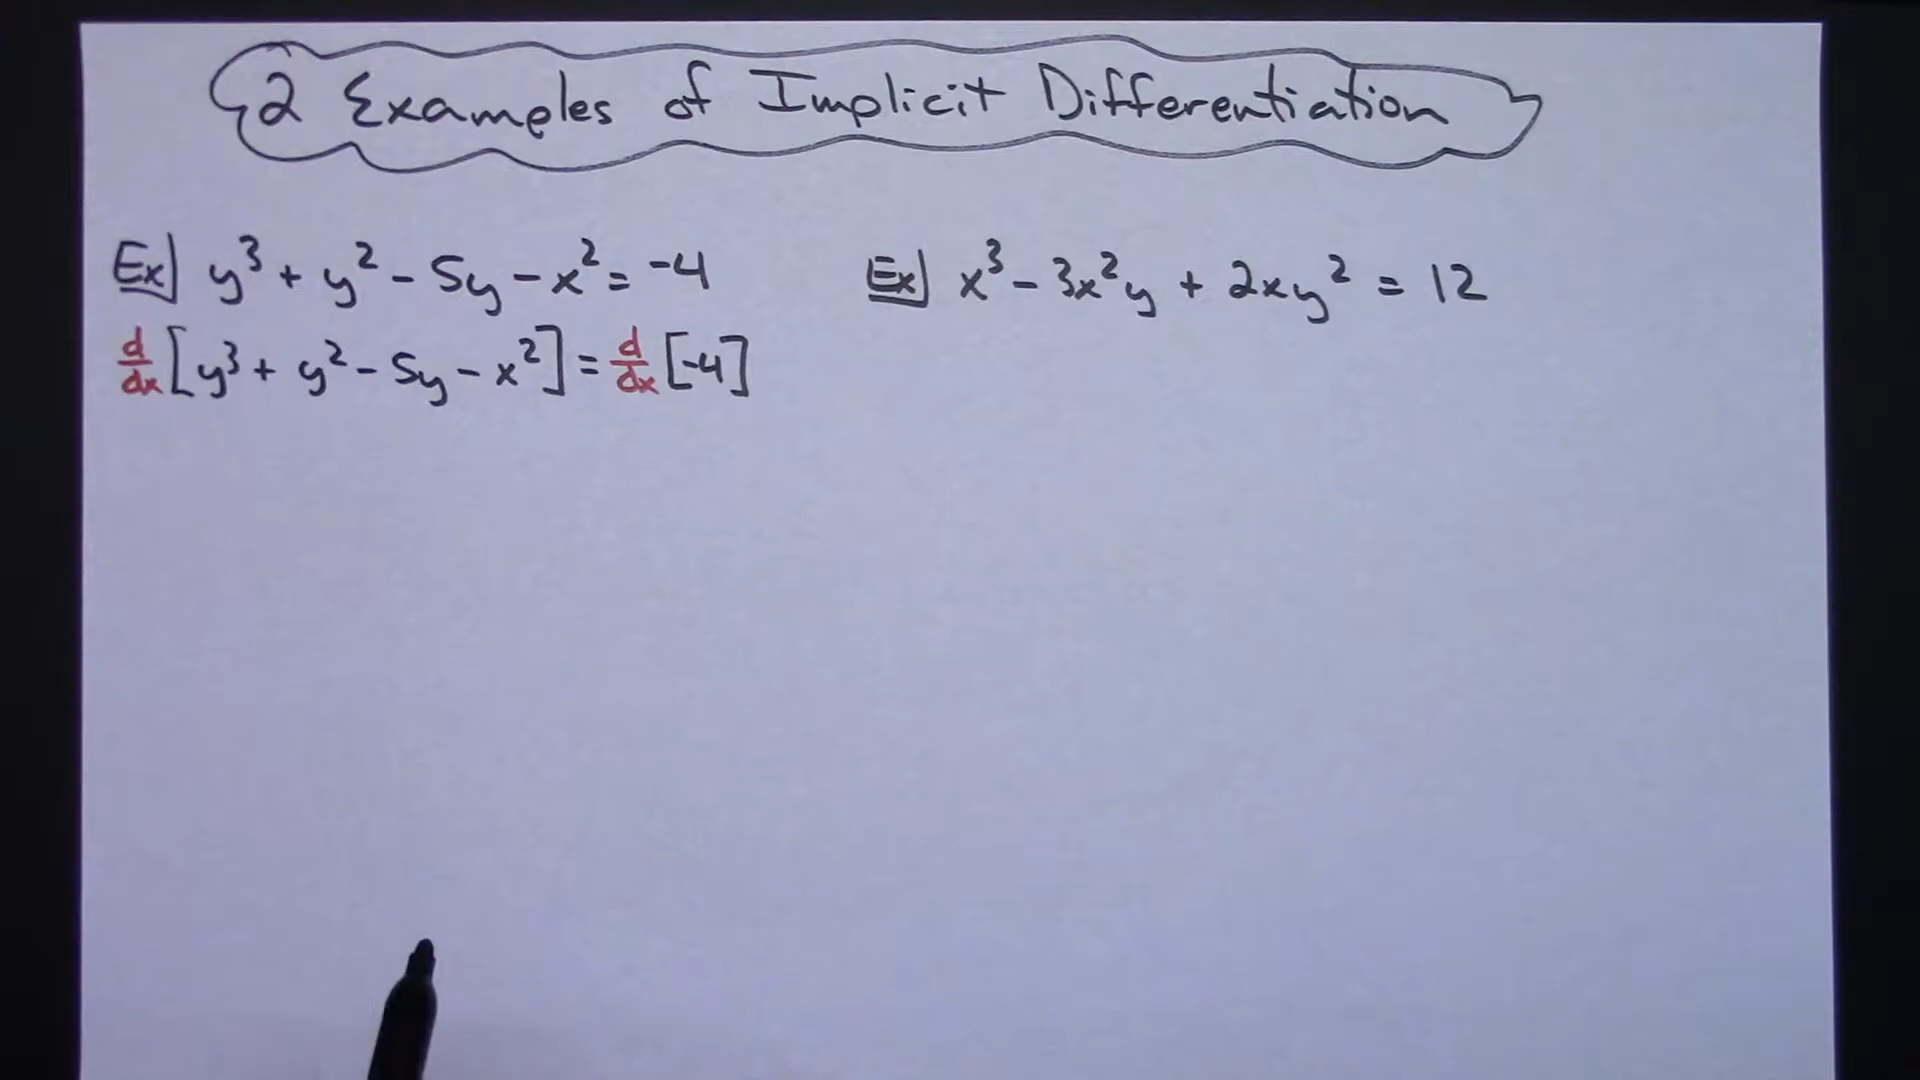 2 Examples of Implicit Differentiation
Ex) y³ + y² - 5y - x² = -4
d/dx [y³ + y² - 5y - x²] = d/dx [-4]
Ex) x³ - 3x²y + 2xy² = 12